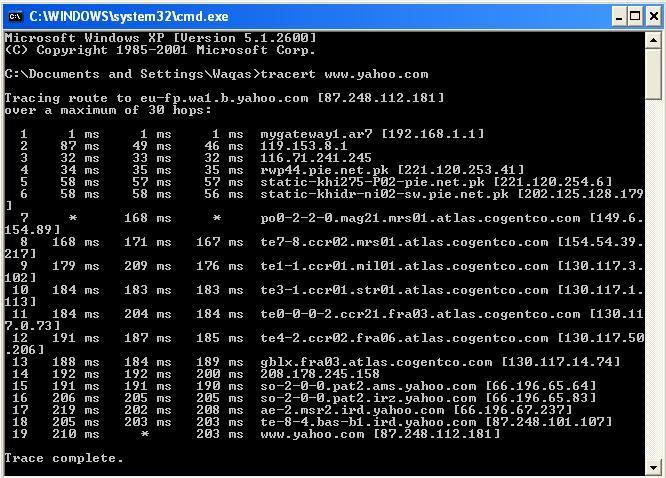 C:\WINDOWS\system32\cmd.exe
Microsoft Windows XP [Version 5.1.2600]
(C) Copyright 1985-2001 Microsoft Corp.
C:\Documents and Settings\Waqas>tracert www.yahoo.com
Tracing route to eu-fp.wa1.b.yahoo.com [87.248.112.181]
over a maximum of 30 hops:
1 1 ms 1 ms 1 ms mygateway1.ar7 [192.168.1.1]
2 87 ms 49 ms 46 ms 119.153.8.1
3 32 ms 33 ms 32 ms 116.71.241.245
4 34 ms 35 ms 35 ms rwp44.pie.net.pk [221.120.253.41]
5 58 ms 57 ms 57 ms static-khi275-P02-pie.net.pk [221.120.254.6]
6 58 ms 58 ms 56 ms static-khidr-ni02-sw.pie.net.pk [202.125.128.179
]
7 * 168 ms * po0-2-2-0.mag21.mrs01.atlas.cogentco.com [149.6.
154.89]
8 168 ms 171 ms 167 ms te7-8.ccr02.mrs01.atlas.cogentco.com [154.54.39.
217]
9 179 ms 209 ms 176 ms te1-1.ccr01.mil01.atlas.cogentco.com [130.117.3.
102]
10 184 ms 183 ms 183 ms te3-1.ccr01.str01.atlas.cogentco.com [130.117.1.
113]
11 184 ms 204 ms 184 ms te0-0-0-2.ccr21.fra03.atlas.cogentco.com [130.11
7.0.73]
12 191 ms 187 ms 185 ms te4-2.ccr02.fra06.atlas.cogentco.com [130.117.50
.206]
13 188 ms 184 ms 189 ms gblx.fra03.atlas.cogentco.com [130.117.14.74]
14 192 ms 192 ms 200 ms 208.178.245.158
15 191 ms 191 ms 190 ms so-2-0-0.pat2.ams.yahoo.com [66.196.65.64]
16 206 ms 205 ms 205 ms so-2-0-0.pat2.irz.yahoo.com [66.196.65.83]
17 219 ms 202 ms 208 ms ae-2.msr2.ird.yahoo.com [66.196.67.237]
18 205 ms 203 ms 203 ms te-8-4.bas-b1.ird.yahoo.com [87.248.101.107]
19 210 ms * 203 ms www.yahoo.com [87.248.112.181]
Trace complete.